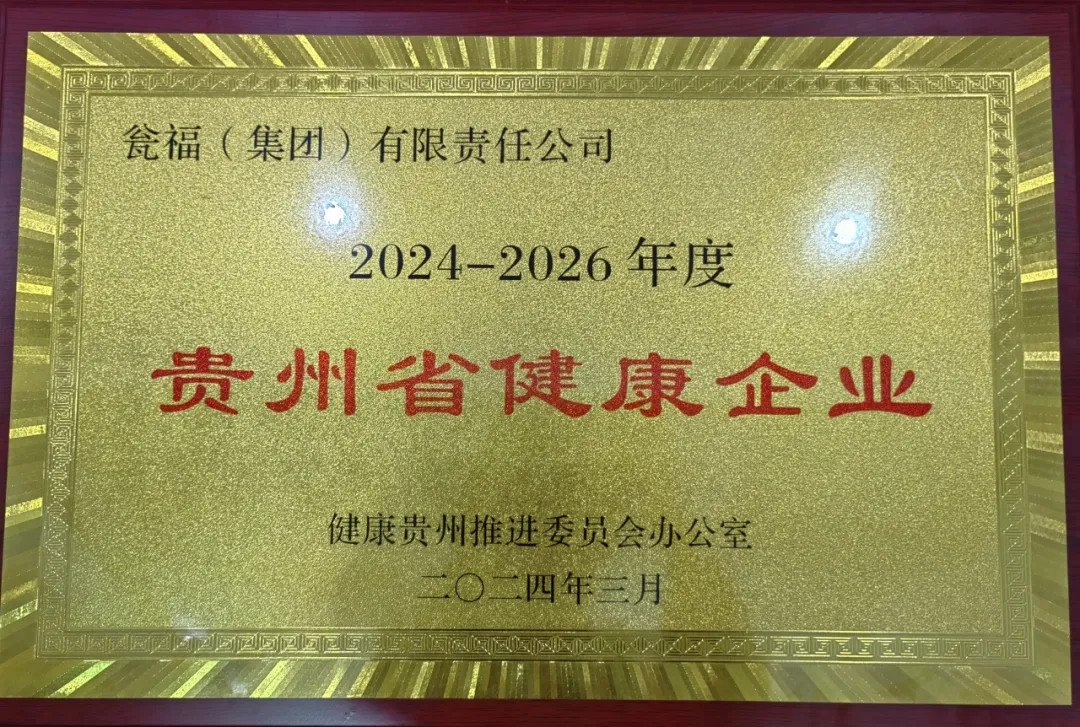 瓮福（集团）有限责任公司
2024-2026年度
贵州省健康企业
健康贵州推进委员会办公室
二〇二四年三月